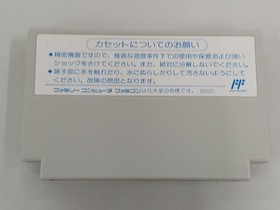 カセットについてのお願い
●精密機器ですので、極端な温度条件下での使用や保管および強い
ショックをさけてください。また、絶対に分解しないでください。
●端子部に手を触れたり、水にぬらしたりして汚さないようにして
ください。故障の原因となります。
ファミリーコンピュータ・ファミコンは任天堂の商標です。